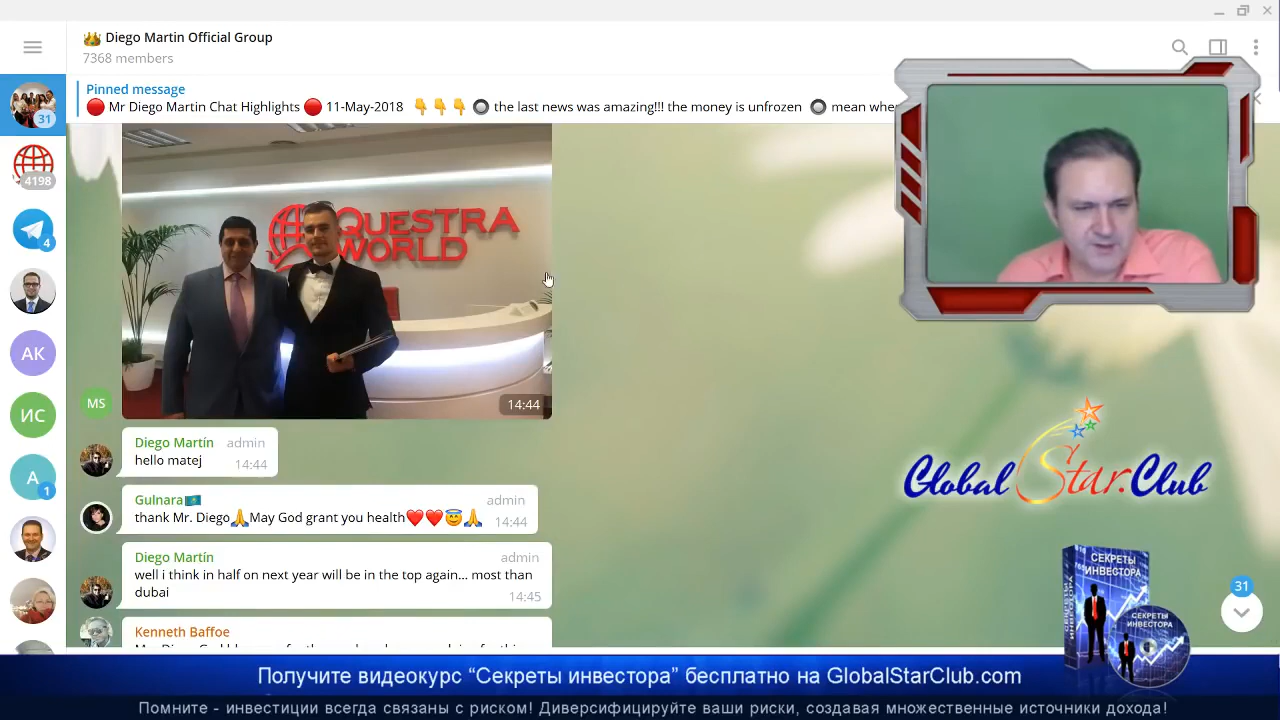 Diego Martin Official Group
7368 members
Pinned message
🔴 Mr Diego Martin Chat Highlights 🔴 11-May-2018 👇👇👇🔘 the last news was amazing!!! the money is unfrozen 🔘 mean
31
4198
4
АК
ИС
А
1
QUESTRA
WORLD
14:44
MS
Diego Martín admin
hello matej 14:44
Gulnara🇰🇿 admin
thank Mr. Diego🙏May God grant you health❤️❤️😇🙏 14:44
Diego Martín admin
well i think in half on next year will be in the top again... most than
dubai 14:45
Kenneth Baffoe
Global Star.Club
СЕКРЕТЫ
ИНВЕСТОРА
СЕКРЕТЫ
ИНВЕСТОРА
31
Получите видеокурс “Секреты инвестора” бесплатно на GlobalStarClub.com
Помните - инвестиции всегда связаны с риском! Диверсифицируйте ваши риски, создавая множественные источники дохода!